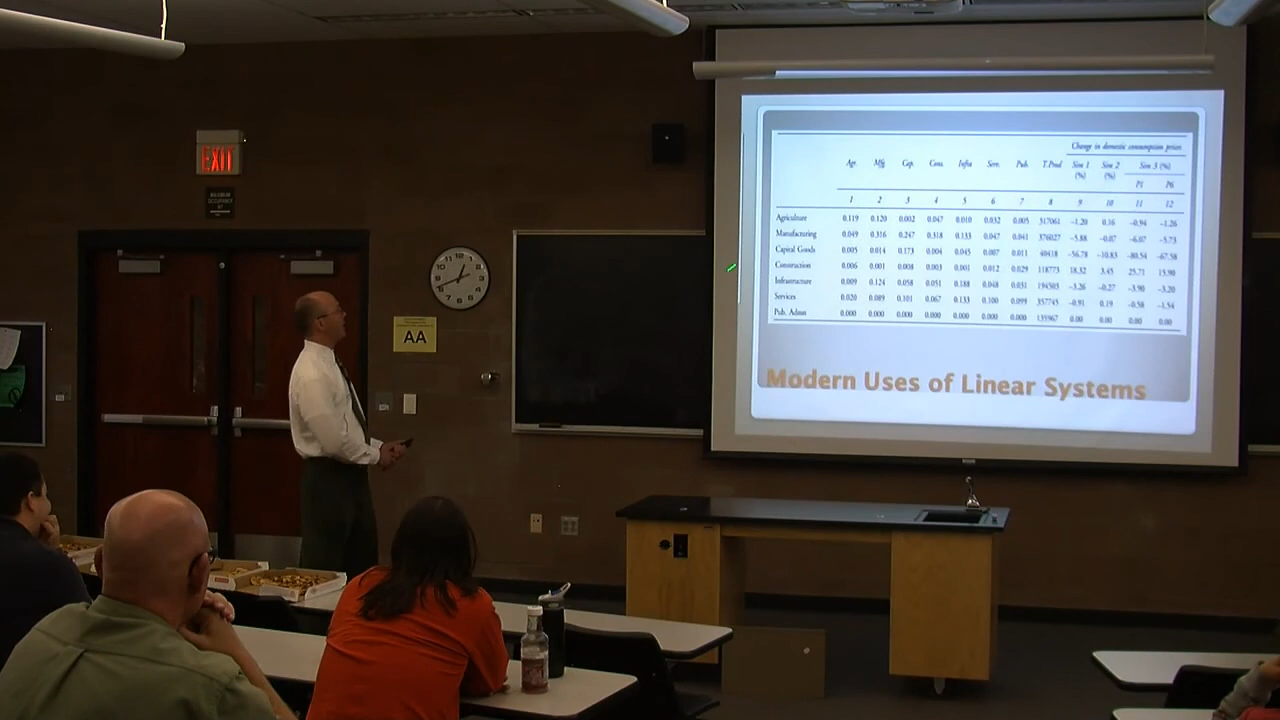 EXIT
MAXIMUM
OCCUPANCY
AA
Change in domestic consumption prices
Agr. Mfg Cap. Cons. Infra Serv. Pub. T.Prod Sim 1 Sim 2 Sim 3 (%)
(%) (%) P1 P6
1 2 3 4 5 6 7 8 9 10 11 12
Agriculture 0.119 0.120 0.002 0.047 0.010 0.032 0.005 317061 -1.20 0.16 -0.94 -1.26
Manufacturing 0.049 0.316 0.247 0.318 0.133 0.047 0.041 376027 -5.88 -0.07 -6.07 -5.73
Capital Goods 0.005 0.014 0.173 0.004 0.045 0.007 0.011 40418 -56.78 -10.83 -80.54 -67.58
Construction 0.006 0.001 0.008 0.003 0.001 0.012 0.029 118773 18.32 3.45 25.71 15.90
Infrastructure 0.009 0.124 0.058 0.051 0.188 0.048 0.031 194503 -3.26 -0.27 -3.90 -3.20
Services 0.020 0.089 0.101 0.067 0.133 0.100 0.099 357745 -0.91 0.19 -0.58 -1.54
Pub. Admn 0.000 0.000 0.000 0.000 0.000 0.000 0.000 135967 0.00 0.00 0.00 0.00
Modern Uses of Linear Systems